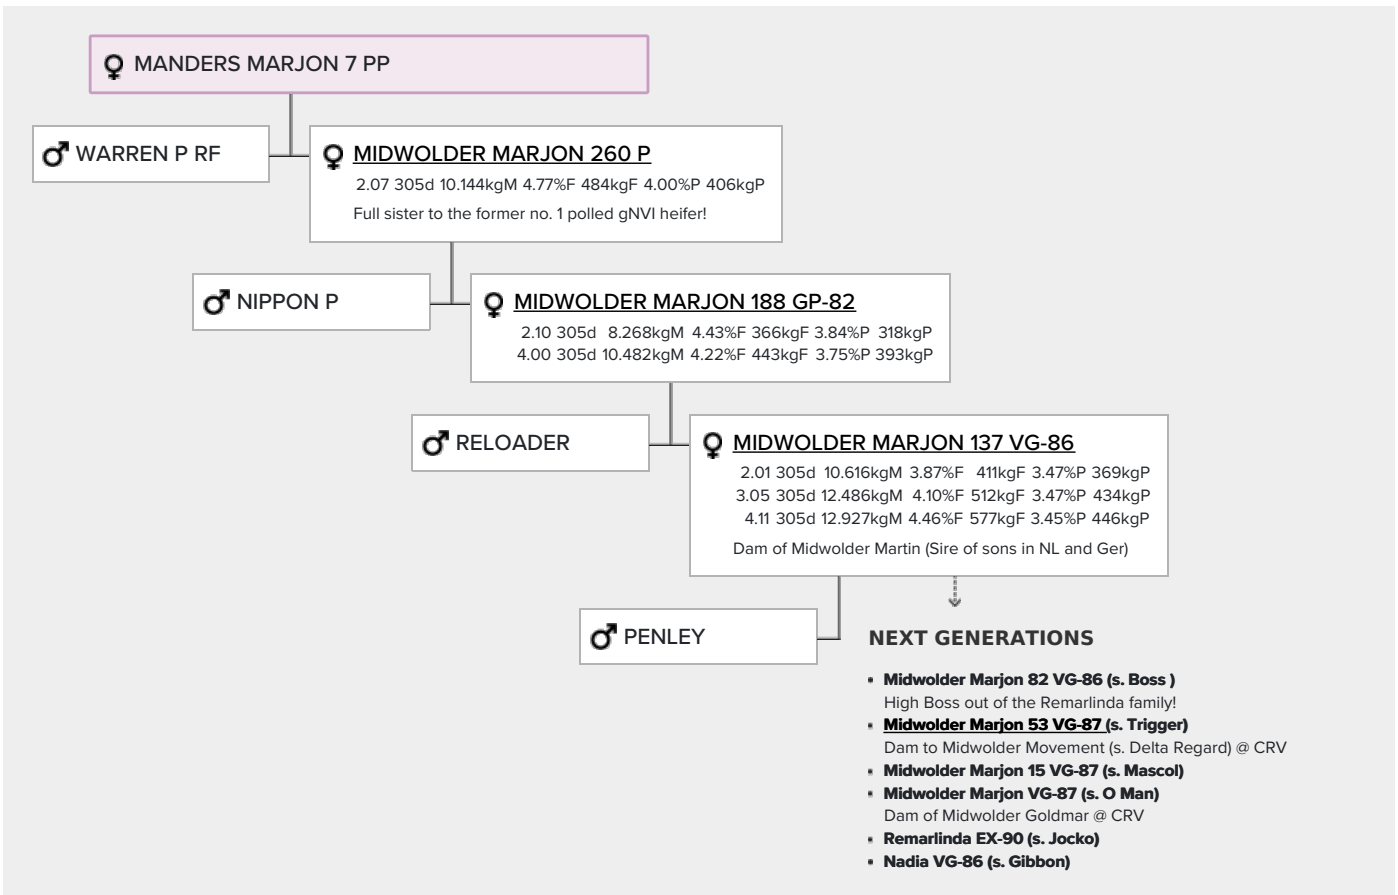 MANDERS MARJON 7 PP
WARREN P RF
MIDWOLDER MARJON 260 P
2.07 305d 10.144kgM 4.77%F 484kgF 4.00%P 406kgP
Full sister to the former no. 1 polled gNVI heifer!
NIPPON P
MIDWOLDER MARJON 188 GP-82
2.10 305d 8.268kgM 4.43%F 366kgF 3.84%P 318kgP
4.00 305d 10.482kgM 4.22%F 443kgF 3.75%P 393kgP
RELOADER
MIDWOLDER MARJON 137 VG-86
2.01 305d 10.616kgM 3.87%F 411kgF 3.47%P 369kgP
3.05 305d 12.486kgM 4.10%F 512kgF 3.47%P 434kgP
4.11 305d 12.927kgM 4.46%F 577kgF 3.45%P 446kgP
Dam of Midwolder Martin (Sire of sons in NL and Ger)
PENLEY
NEXT GENERATIONS
• Midwolder Marjon 82 VG-86 (s. Boss )
High Boss out of the Remarlinda family!
• Midwolder Marjon 53 VG-87 (s. Trigger)
Dam to Midwolder Movement (s. Delta Regard) @ CRV
• Midwolder Marjon 15 VG-87 (s. Mascol)
• Midwolder Marjon VG-87 (s. O Man)
Dam of Midwolder Goldmar @ CRV
• Remarlinda EX-90 (s. Jocko)
• Nadia VG-86 (s. Gibbon)